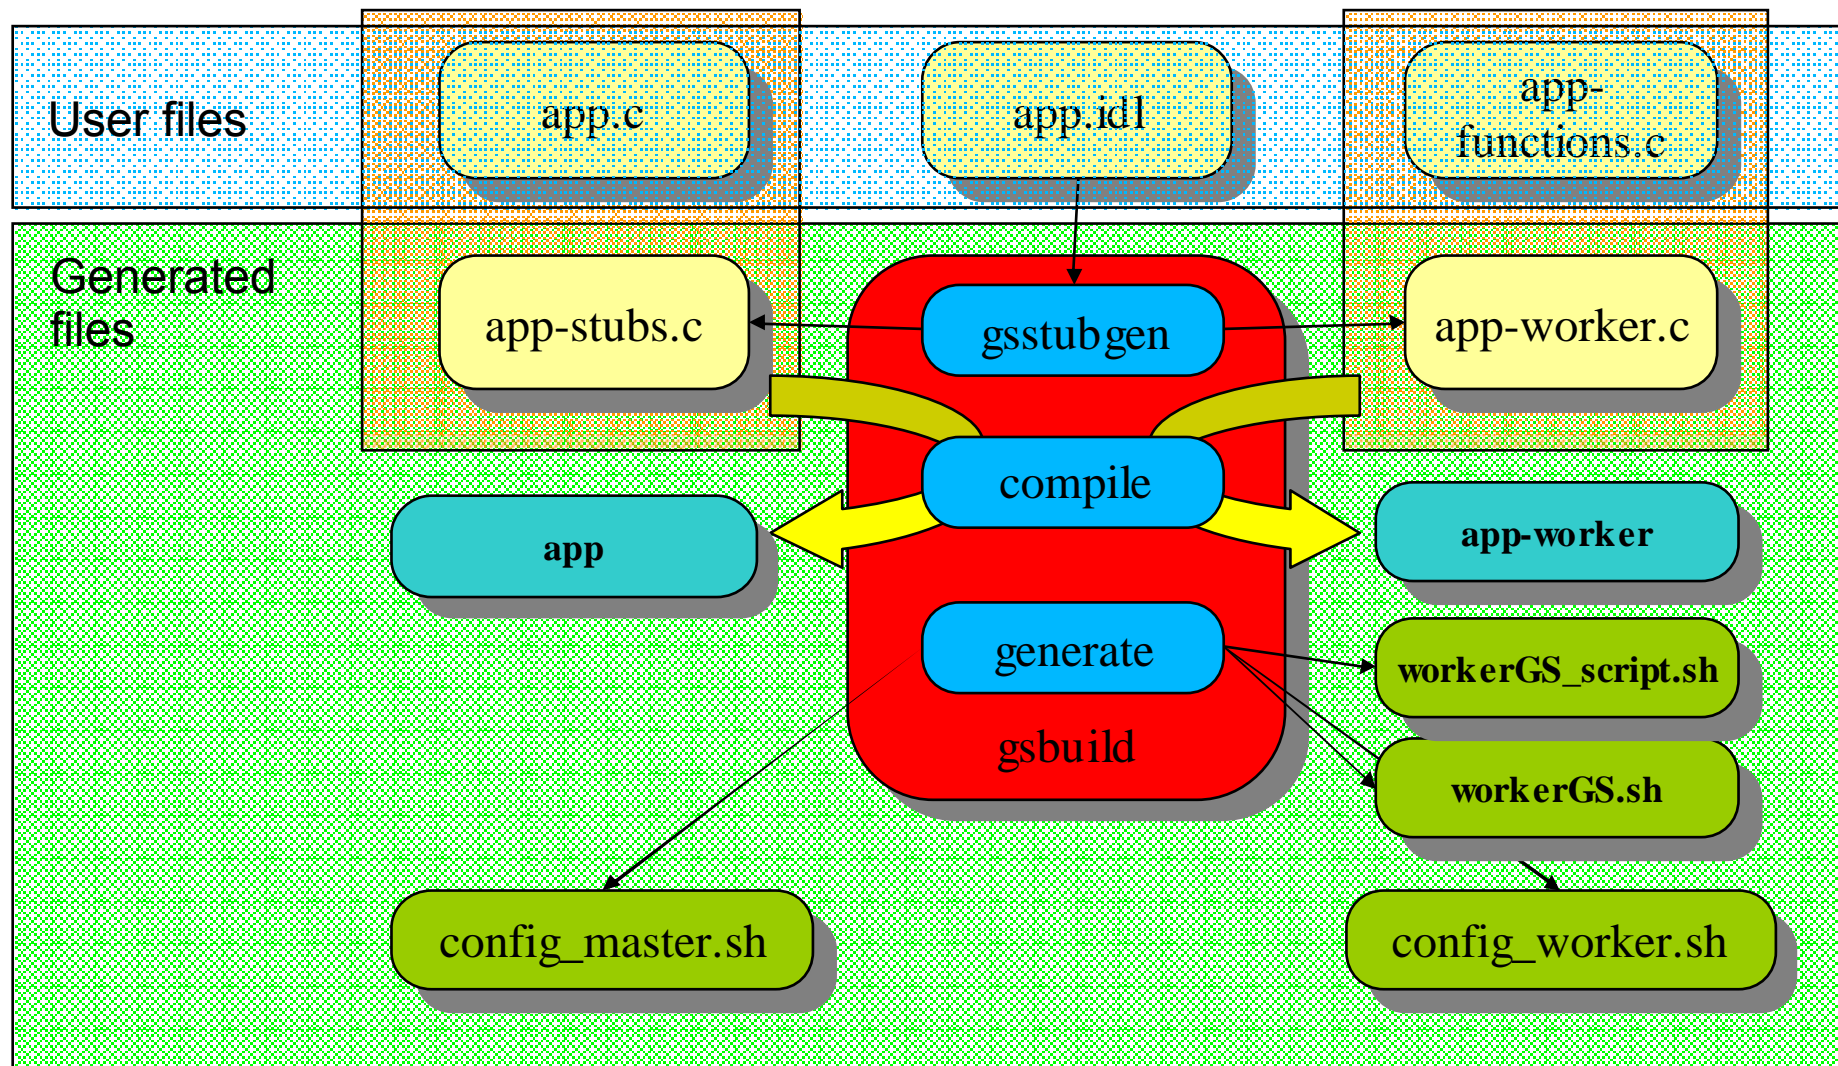 User files
app.c
app.idl
app-
functions.c
Generated
files
app-stubs.c
gsstubgen
app-worker.c
compile
app
app-worker
generate
workerGS_script.sh
gsbuild
workerGS.sh
config_master.sh
config_worker.sh